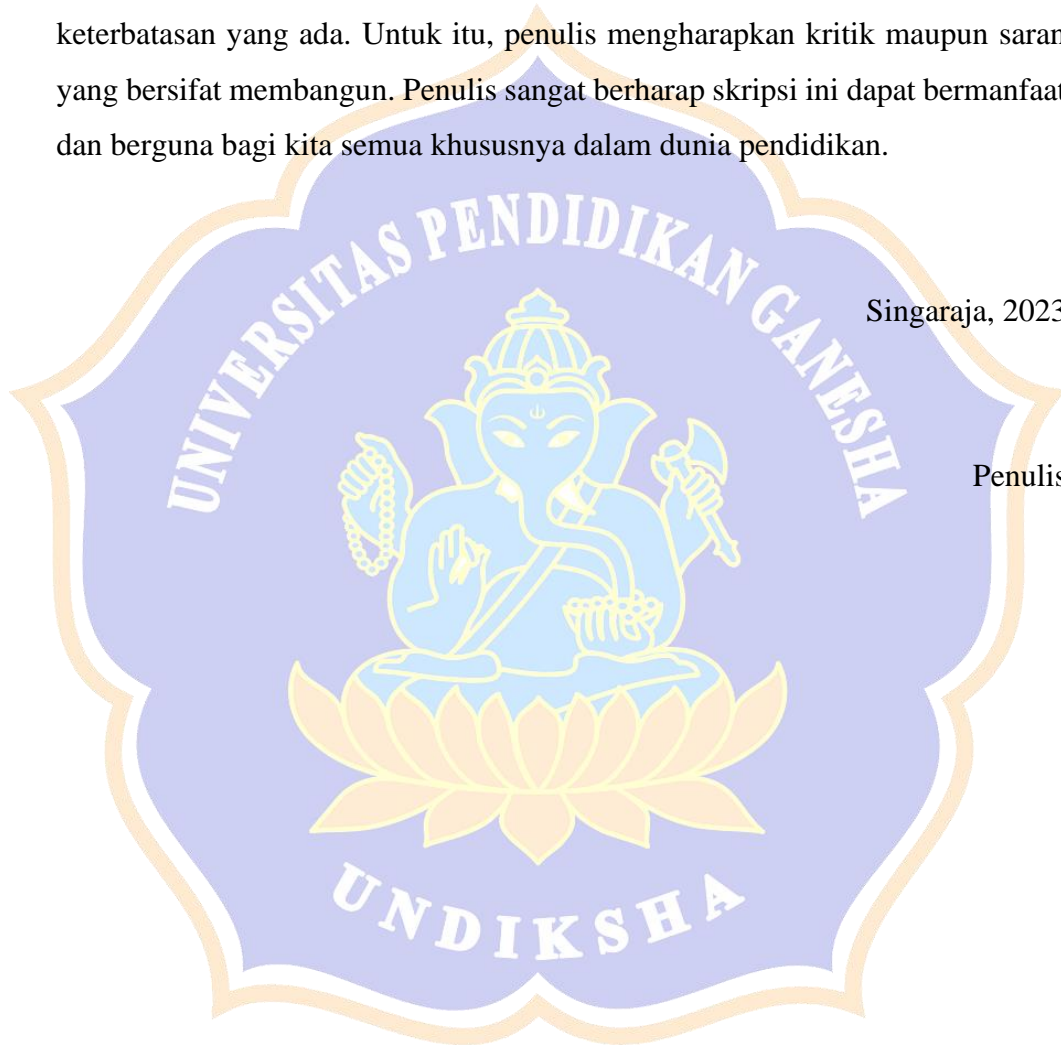 keterbatasan yang ada. Untuk itu, penulis mengharapkan kritik maupun saran
yang bersifat membangun. Penulis sangat berharap skripsi ini dapat bermanfaat
dan berguna bagi kita semua khususnya dalam dunia pendidikan.
UNIVERSITAS PENDIDIKAN GANESHA
Singaraja, 2023
Penulis
UNDIKSHA